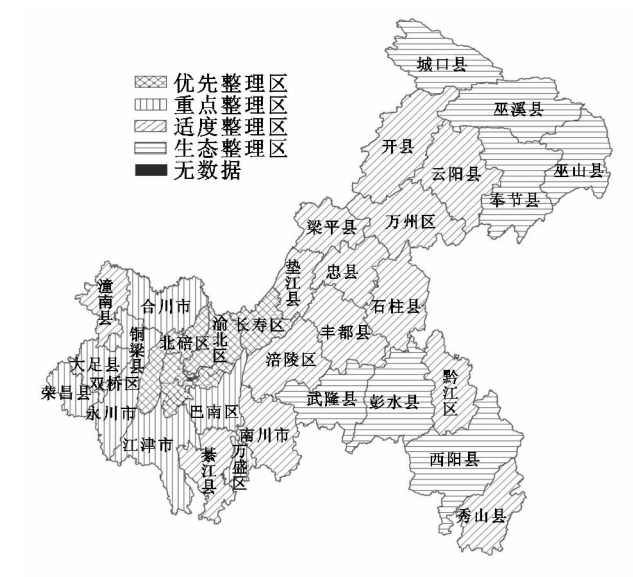 优先整理区
重点整理区
适度整理区
生态整理区
无数据
城口县
巫溪县
开县
云阳县
巫山县
奉节县
万州区
梁平县
忠县
垫江县
石柱县
丰都县
长寿区
涪陵区
渝北区
北碚区
潼南县
合川市
铜梁县
大足县
双桥区
荣昌县
永川市
江津市
巴南区
綦江县
万盛区
南川市
武隆县
彭水县
黔江区
酉阳县
秀山县